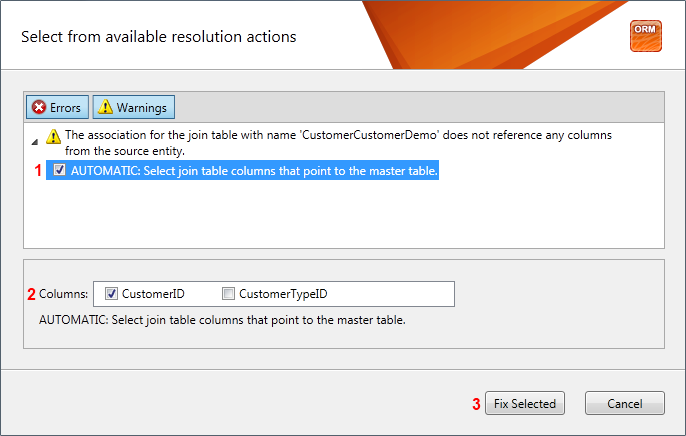 Select from available resolution actions
ORM
Errors
Warnings
The association for the join table with name 'CustomerCustomerDemo' does not reference any columns
from the source entity.
1
AUTOMATIC: Select join table columns that point to the master table.
2
Columns:
CustomerID
CustomerTypeID
AUTOMATIC: Select join table columns that point to the master table.
3
Fix Selected
Cancel